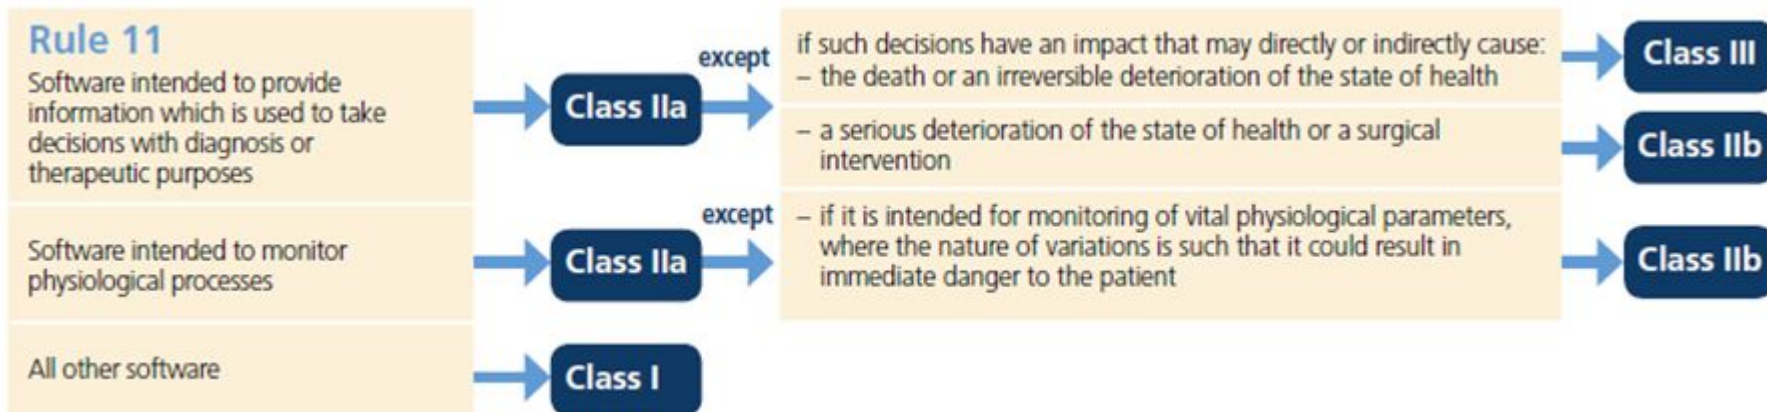 Rule 11
Software intended to provide
information which is used to take
decisions with diagnosis or
therapeutic purposes
Class IIa
except
if such decisions have an impact that may directly or indirectly cause:
– the death or an irreversible deterioration of the state of health
Class III
– a serious deterioration of the state of health or a surgical
intervention
Class IIb
Software intended to monitor
physiological processes
Class IIa
except
– if it is intended for monitoring of vital physiological parameters,
where the nature of variations is such that it could result in
immediate danger to the patient
Class IIb
All other software
Class I